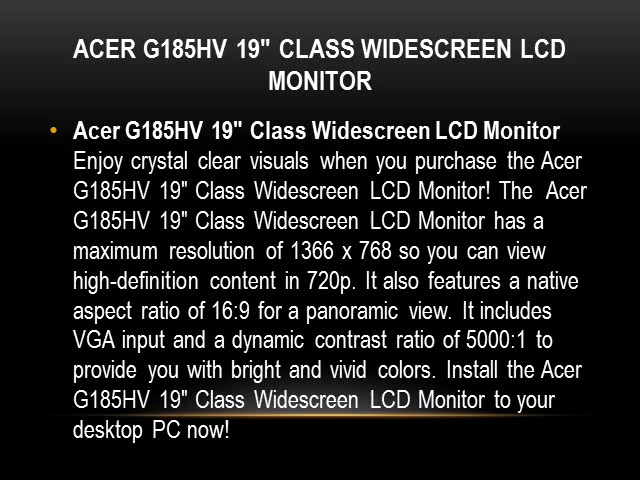 ACER G185HV 19" CLASS WIDESCREEN LCD
MONITOR
• Acer G185HV 19" Class Widescreen LCD Monitor
Enjoy crystal clear visuals when you purchase the Acer
G185HV 19" Class Widescreen LCD Monitor! The Acer
G185HV 19" Class Widescreen LCD Monitor has a
maximum resolution of 1366 x 768 so you can view
high-definition content in 720p. It also features a native
aspect ratio of 16:9 for a panoramic view. It includes
VGA input and a dynamic contrast ratio of 5000:1 to
provide you with bright and vivid colors. Install the Acer
G185HV 19" Class Widescreen LCD Monitor to your
desktop PC now!